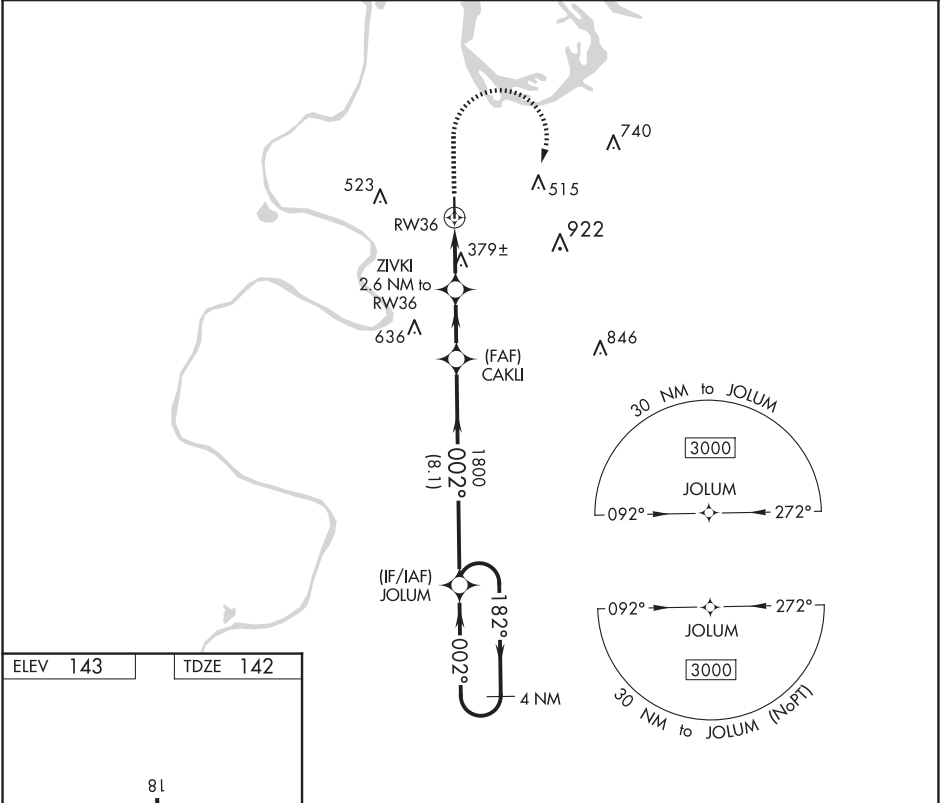 740
523
515
RW36
922
379±
ZIVKI
2.6 NM to
RW36
636
846
(FAF)
CAKLI
30 NM to JOLUM
3000
1800
002°
(8.1)
JOLUM
092°
272°
(IF/IAF)
JOLUM
182°
002°
4 NM
092°
272°
JOLUM
3000
30 NM to JOLUM (NoPT)
ELEV 143
TDZE 142
18